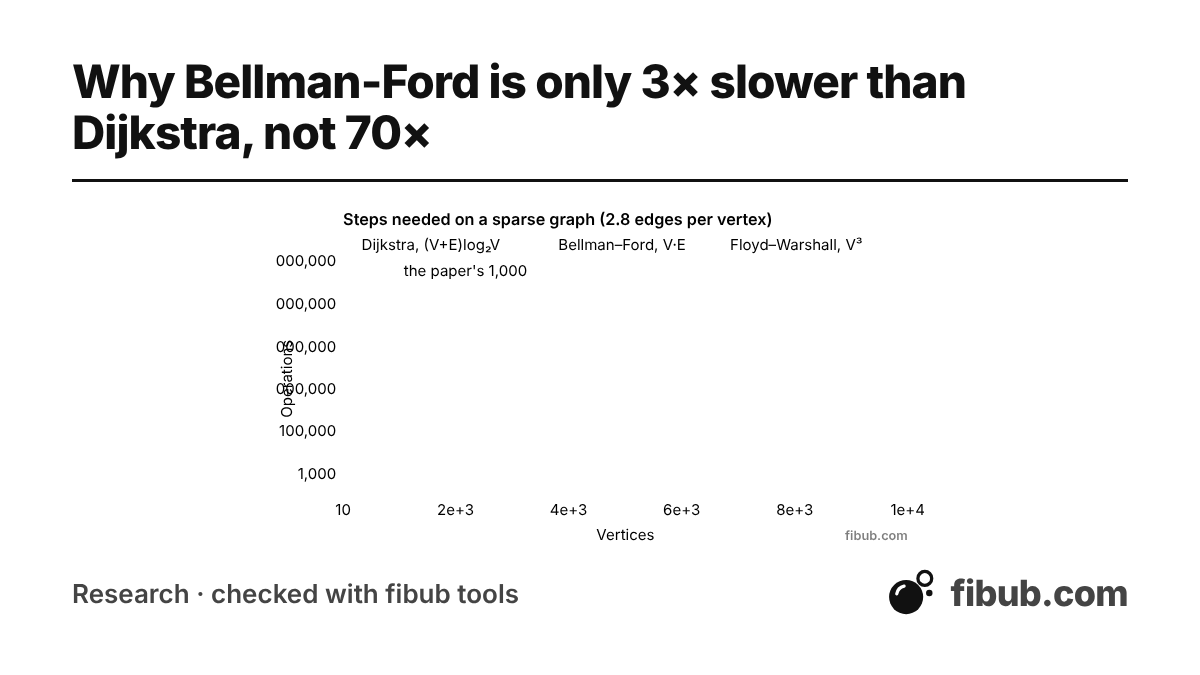 Why Bellman-Ford is only 3× slower than
Dijkstra, not 70×
Steps needed on a sparse graph (2.8 edges per vertex)
Dijkstra, (V+E)log₂V Bellman–Ford, V·E Floyd–Warshall, V³
the paper's 1,000
000,000
000,000
000,000
000,000
100,000
1,000
Operations
10 2e+3 4e+3 6e+3 8e+3 1e+4
Vertices
fibub.com
Research · checked with fibub tools
fibub.com